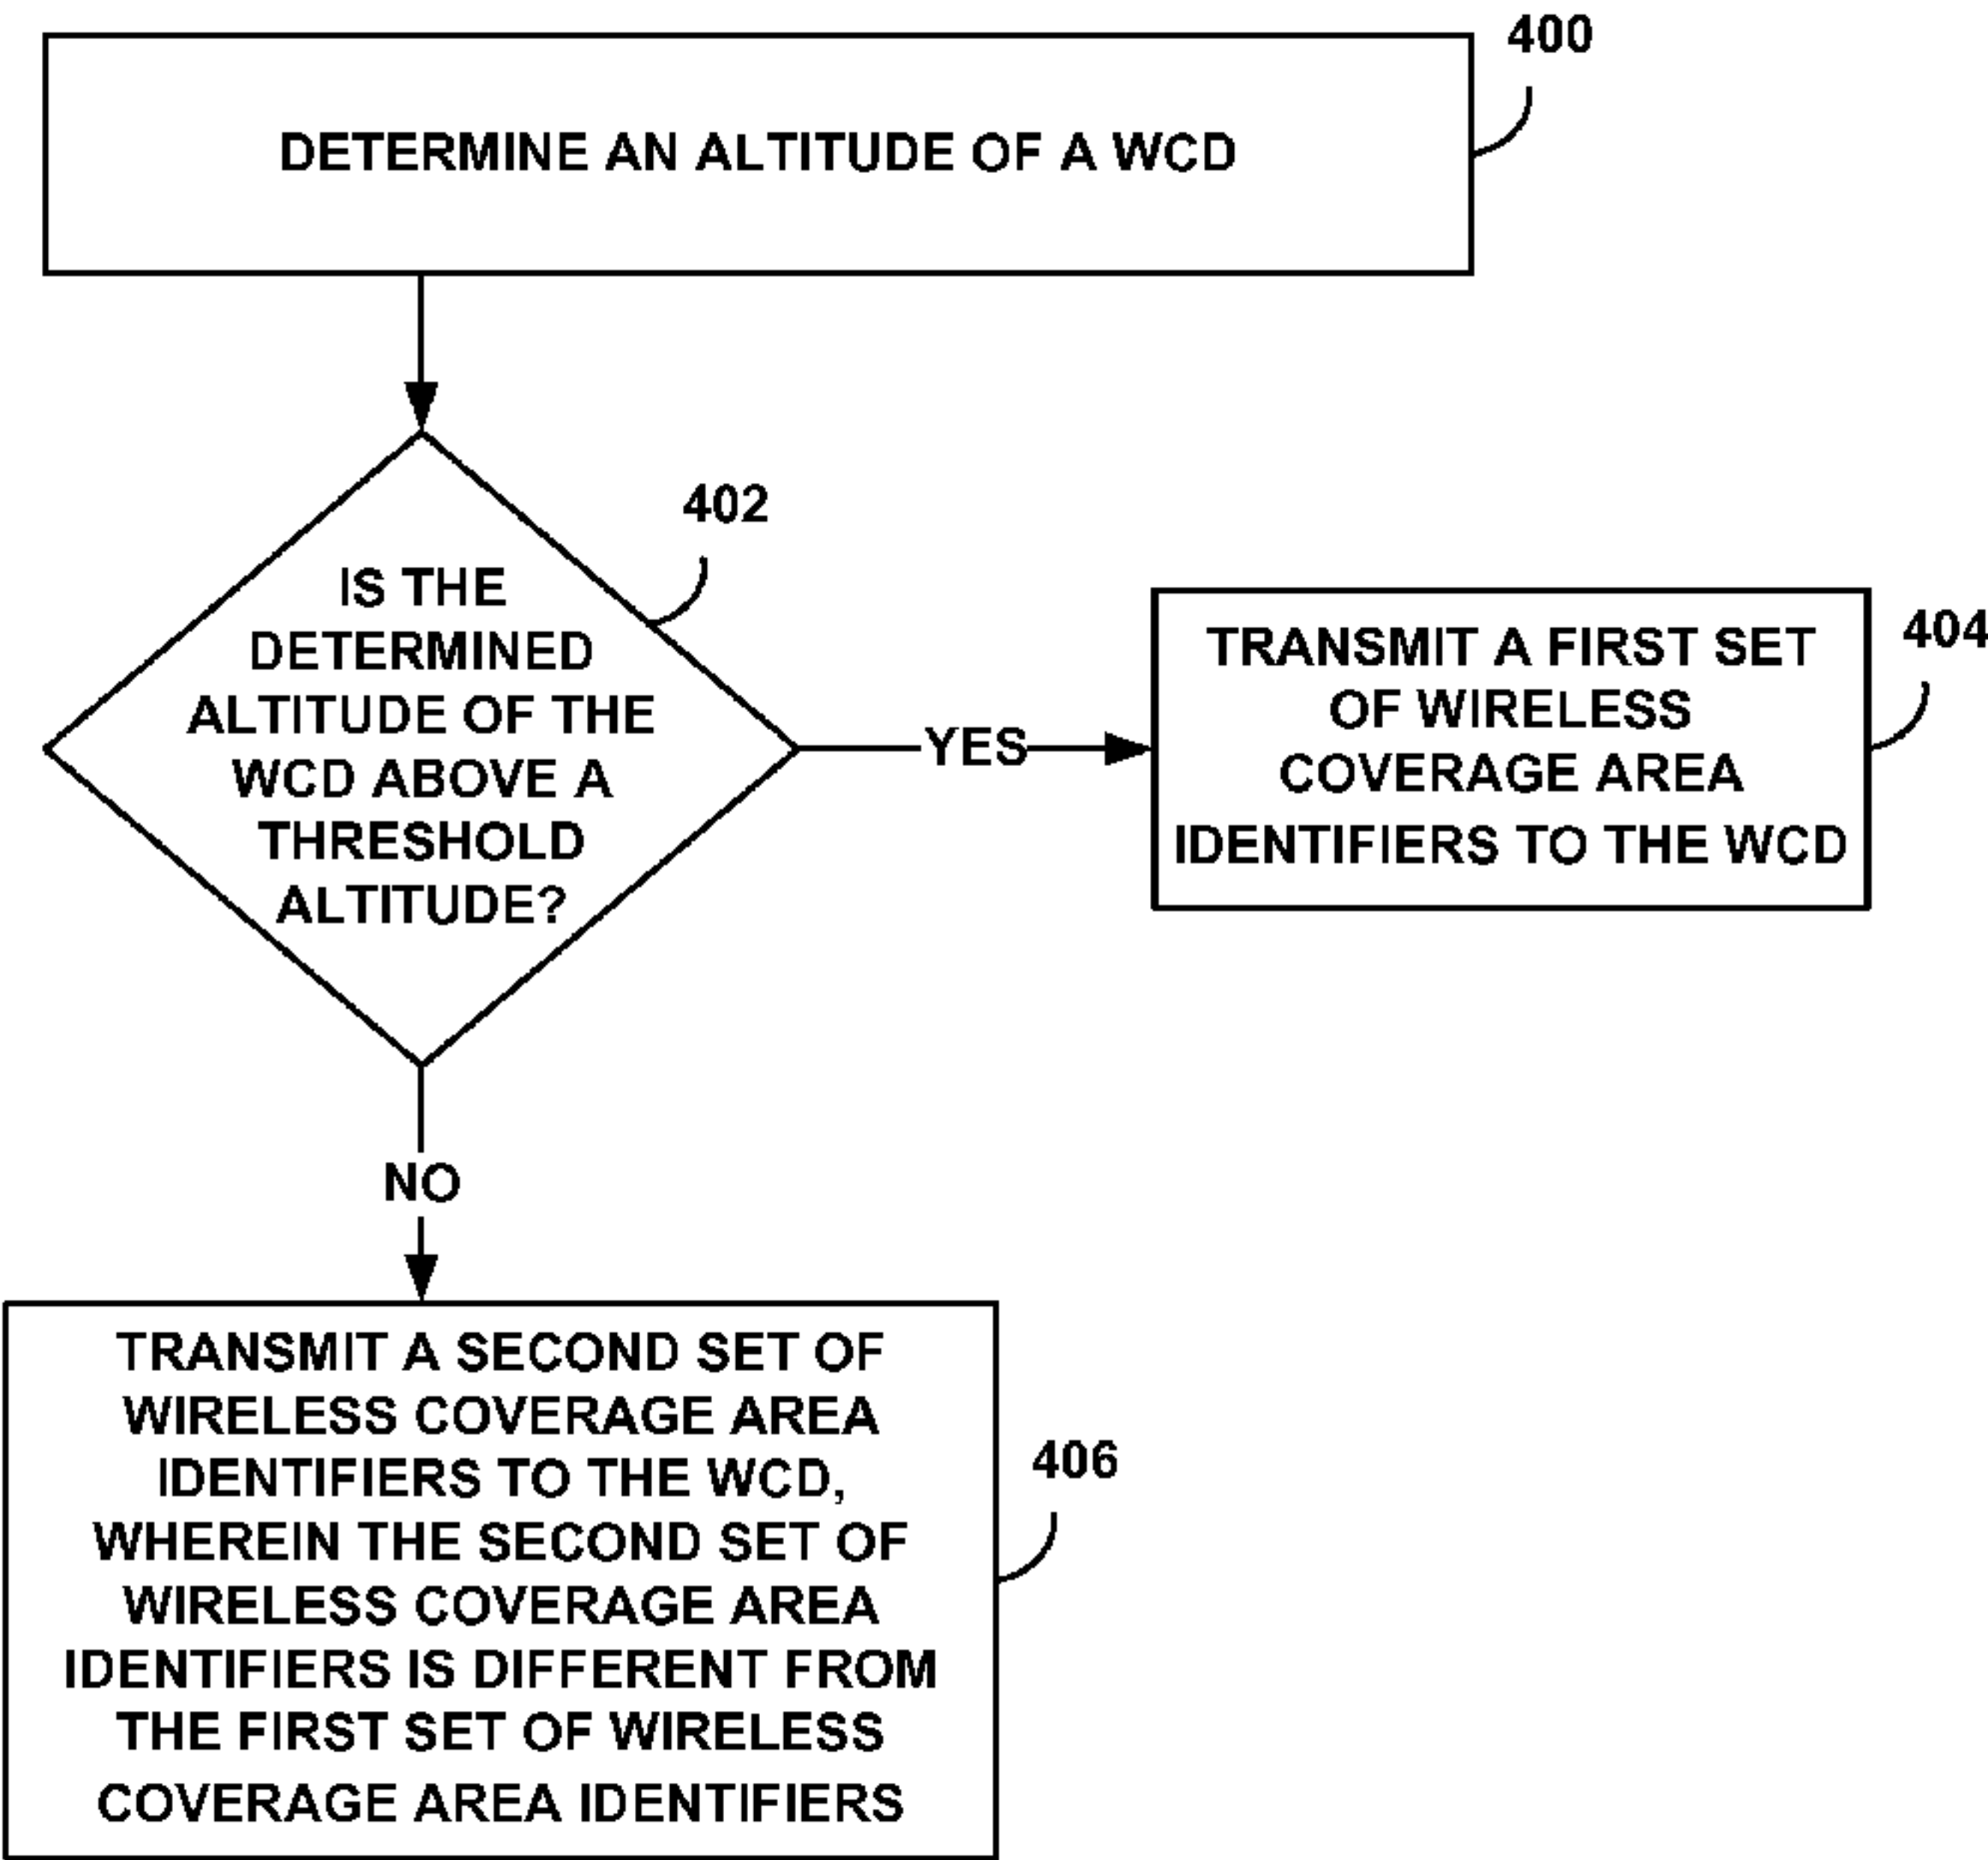 400
DETERMINE AN ALTITUDE OF A WCD
402
IS THE
DETERMINED
ALTITUDE OF THE
WCD ABOVE A
THRESHOLD
ALTITUDE?
YES
404
TRANSMIT A FIRST SET
OF WIRELESS
COVERAGE AREA
IDENTIFIERS TO THE WCD
NO
TRANSMIT A SECOND SET OF
WIRELESS COVERAGE AREA
IDENTIFIERS TO THE WCD,
WHEREIN THE SECOND SET OF
WIRELESS COVERAGE AREA
IDENTIFIERS IS DIFFERENT FROM
THE FIRST SET OF WIRELESS
COVERAGE AREA IDENTIFIERS
406